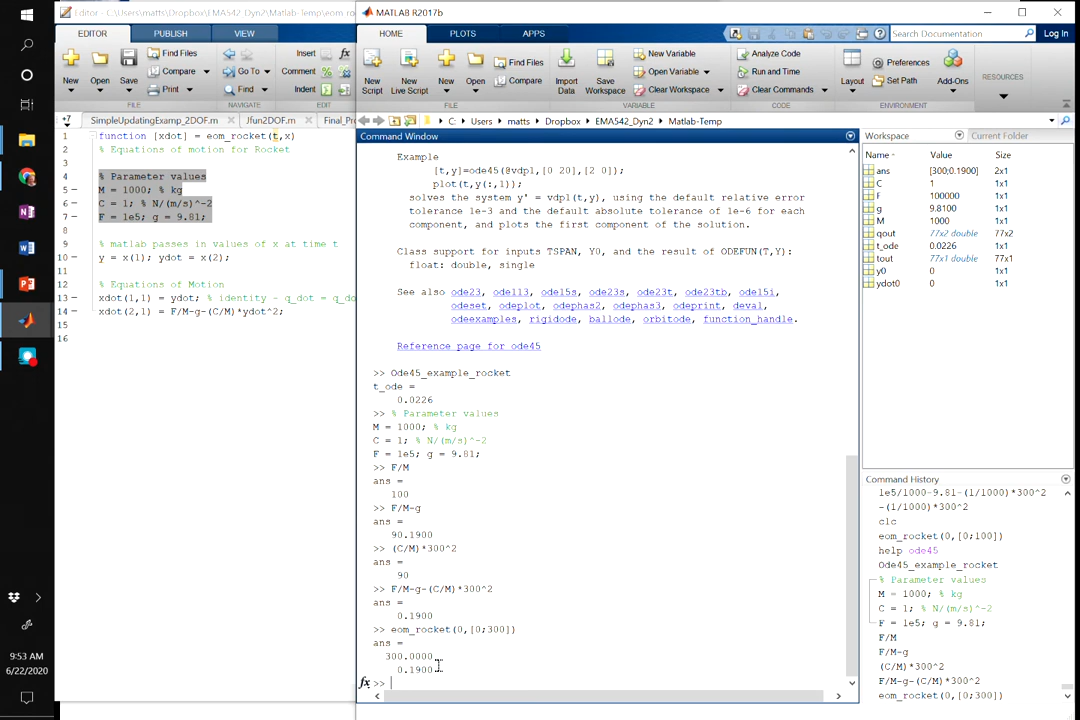 Editor - C:\Users\matts\Dropbox\EMA542_Dyn2\Matlab-Temp\eom_ro
EDITOR
PUBLISH
VIEW
New
Open
Save
Find Files
Compare
Print
Go To
Find
Insert
Comment
Indent
fx
FILE
NAVIGATE
EDIT
SimpleUpdatingExamp_2DOF.m
Jfun2DOF.m
Final_Pr
1 function [xdot] = eom_rocket(t,x)
2 % Equations of motion for Rocket
3
4 % Parameter values
5 M = 1000; % kg
6 C = 1; % N/(m/s)^-2
7 F = 1e5; g = 9.81;
8
9 % matlab passes in values of x at time t
10 y = x(1); ydot = x(2);
11
12 % Equations of Motion
13 xdot(1,1) = ydot; % identity - q_dot = q_do
14 xdot(2,1) = F/M-g-(C/M)*ydot^2;
15
16
MATLAB R2017b
HOME
PLOTS
APPS
Search Documentation
Log In
New Script
New Live Script
New
Open
Find Files
Compare
Import Data
Save Workspace
New Variable
Open Variable
Clear Workspace
Analyze Code
Run and Time
Clear Commands
Layout
Preferences
Set Path
Add-Ons
RESOURCES
FILE
VARIABLE
CODE
ENVIRONMENT
C: Users matts Dropbox EMA542_Dyn2 Matlab-Temp
Command Window
Example
[t,y]=ode45(@vdp1,[0 20],[2 0]);
plot(t,y(:,1));
solves the system y' = vdp1(t,y), using the default relative error
tolerance 1e-3 and the default absolute tolerance of 1e-6 for each
component, and plots the first component of the solution.
Class support for inputs TSPAN, Y0, and the result of ODEFUN(T,Y):
float: double, single
See also ode23, ode113, ode15s, ode23s, ode23t, ode23tb, ode15i,
odeset, odeplot, odephas2, odephas3, odeprint, deval,
odeexamples, rigidode, ballode, orbitode, function_handle.
Reference page for ode45
>> Ode45_example_rocket
t_ode =
0.0226
>> % Parameter values
M = 1000; % kg
C = 1; % N/(m/s)^-2
F = 1e5; g = 9.81;
>> F/M
ans =
100
>> F/M-g
ans =
90.1900
>> (C/M)*300^2
ans =
90
>> F/M-g-(C/M)*300^2
ans =
0.1900
>> eom_rocket(0,[0;300])
ans =
300.0000
0.1900
fx >>
Workspace
Current Folder
Name Value Size
ans [300;0.1900] 2x1
C 1 1x1
F 100000 1x1
g 9.8100 1x1
M 1000 1x1
qout 77x2 double 77x2
t_ode 0.0226 1x1
tout 77x1 double 77x1
y0 0 1x1
ydot0 0 1x1
Command History
1e5/1000-9.81-(1/1000)*300^2
-(1/1000)*300^2
clc
eom_rocket(0,[0;100])
help ode45
Ode45_example_rocket
% Parameter values
M = 1000; % kg
C = 1; % N/(m/s)^-2
F = 1e5; g = 9.81;
F/M
F/M-g
(C/M)*300^2
F/M-g-(C/M)*300^2
eom_rocket(0,[0;300])
9:53 AM
6/22/2020